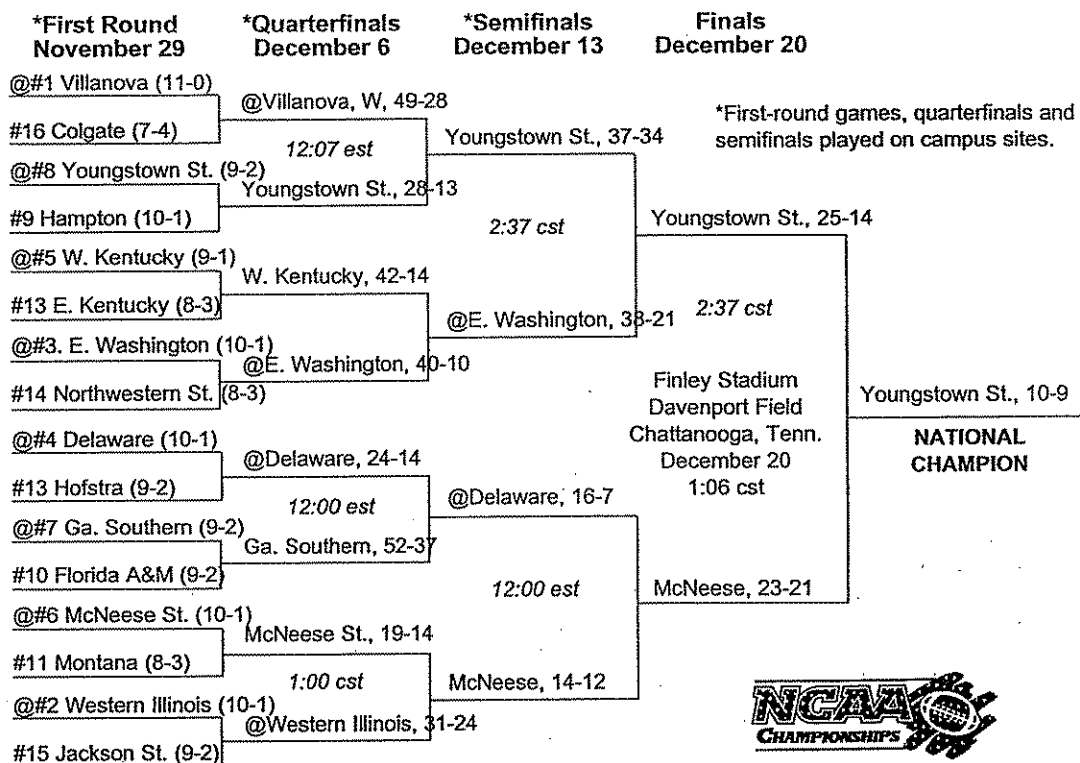 *First Round
November 29
*Quarterfinals
December 6
*Semifinals
December 13
Finals
December 20
@#1 Villanova (11-0)
#16 Colgate (7-4)
@#8 Youngstown St. (9-2)
#9 Hampton (10-1)
@#5 W. Kentucky (9-1)
#13 E. Kentucky (8-3)
@#3. E. Washington (10-1)
#14 Northwestern St. (8-3)
@#4 Delaware (10-1)
#13 Hofstra (9-2)
@#7 Ga. Southern (9-2)
#10 Florida A&M (9-2)
@#6 McNeese St. (10-1)
#11 Montana (8-3)
@#2 Western Illinois (10-1)
#15 Jackson St. (9-2)
@Villanova, W, 49-28
12:07 est
Youngstown St., 28-13
W. Kentucky, 42-14
@E. Washington, 40-10
@Delaware, 24-14
12:00 est
Ga. Southern, 52-37
McNeese St., 19-14
1:00 cst
@Western Illinois, 31-24
Youngstown St., 37-34
2:37 cst
@E. Washington, 38-21
@Delaware, 16-7
12:00 est
McNeese, 14-12
*First-round games, quarterfinals and
semifinals played on campus sites.
Youngstown St., 25-14
2:37 cst
Finley Stadium
Davenport Field
Chattanooga, Tenn.
December 20
1:06 cst
McNeese, 23-21
Youngstown St., 10-9
NATIONAL
CHAMPION
NCAA
CHAMPIONSHIPS